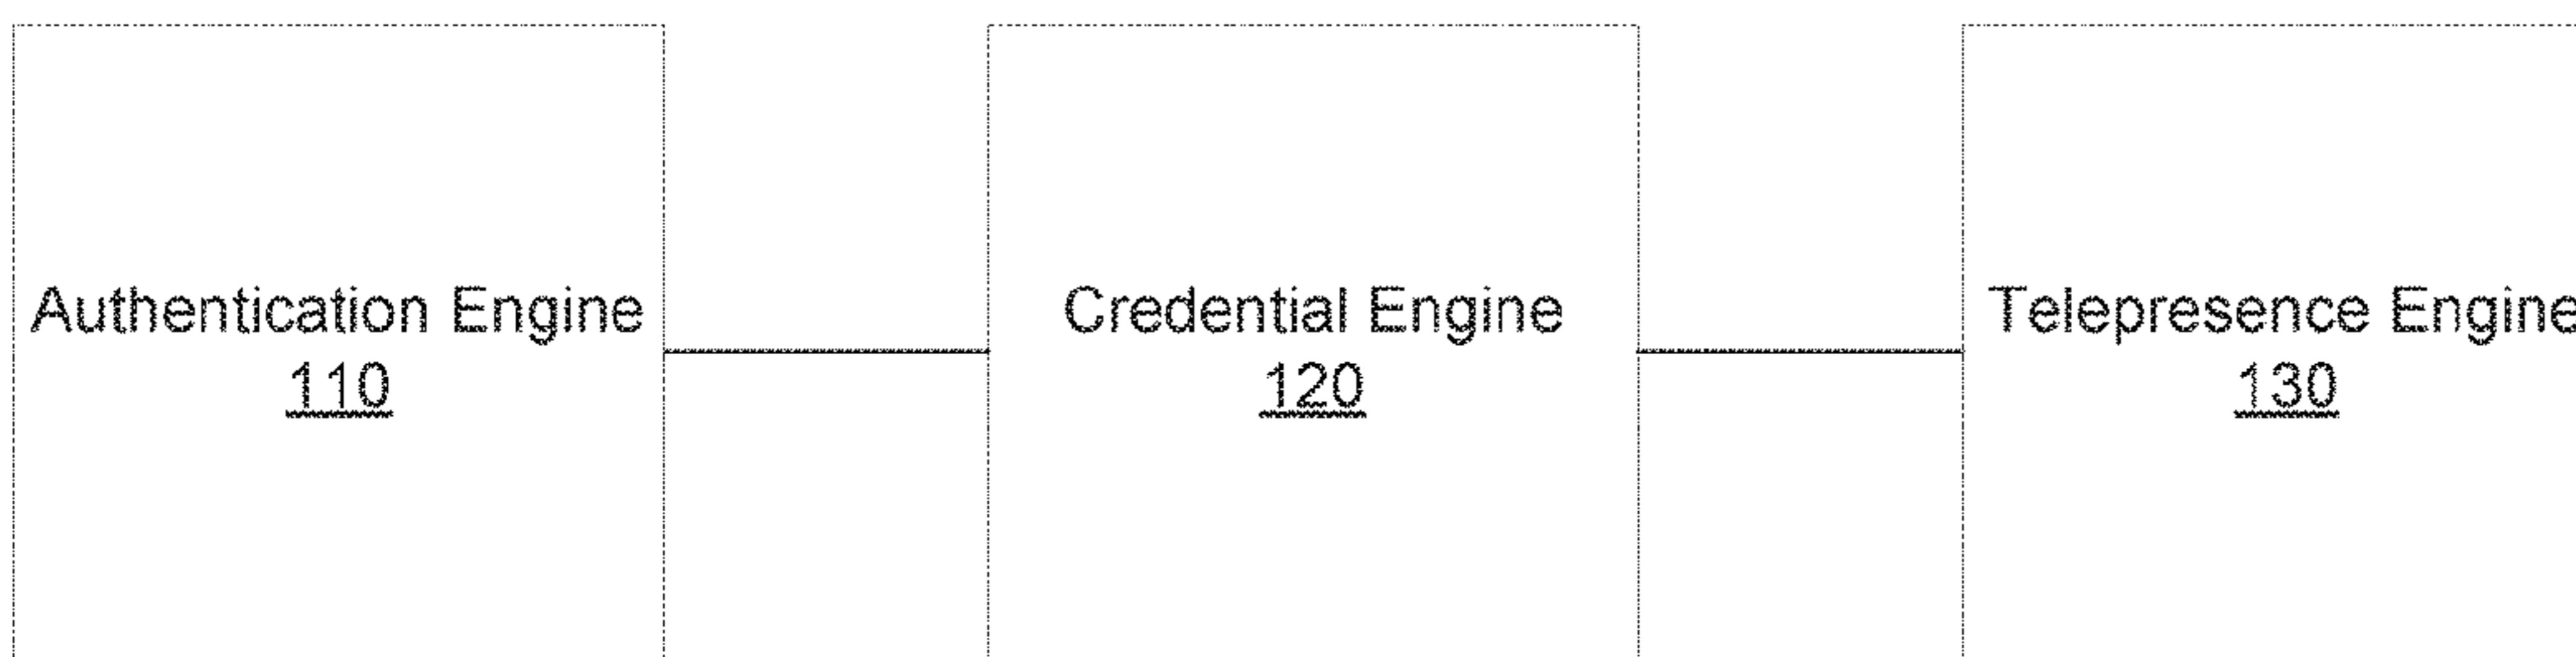 Authentication Engine
110
Credential Engine
120
Telepresence Engine
130